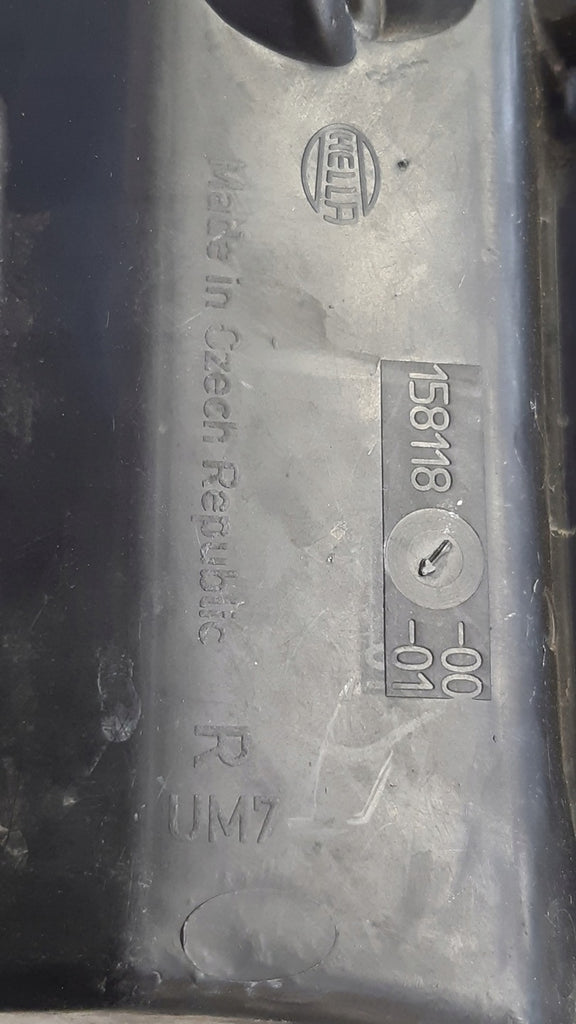 HELLA
Made in Czech Republic R
158118
-00
-01
UM7